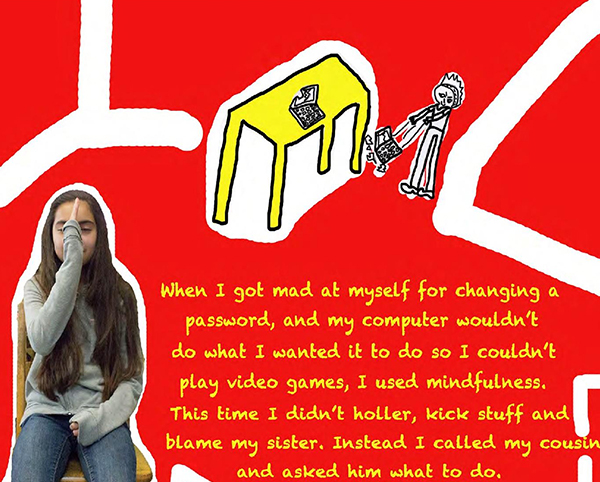 When I got mad at myself for changing a
password, and my computer wouldn't
do what I wanted it to do so I couldn't
play video games, I used mindfulness.
This time I didn't holler, kick stuff and
blame my sister. Instead I called my cousin
and asked him what to do.